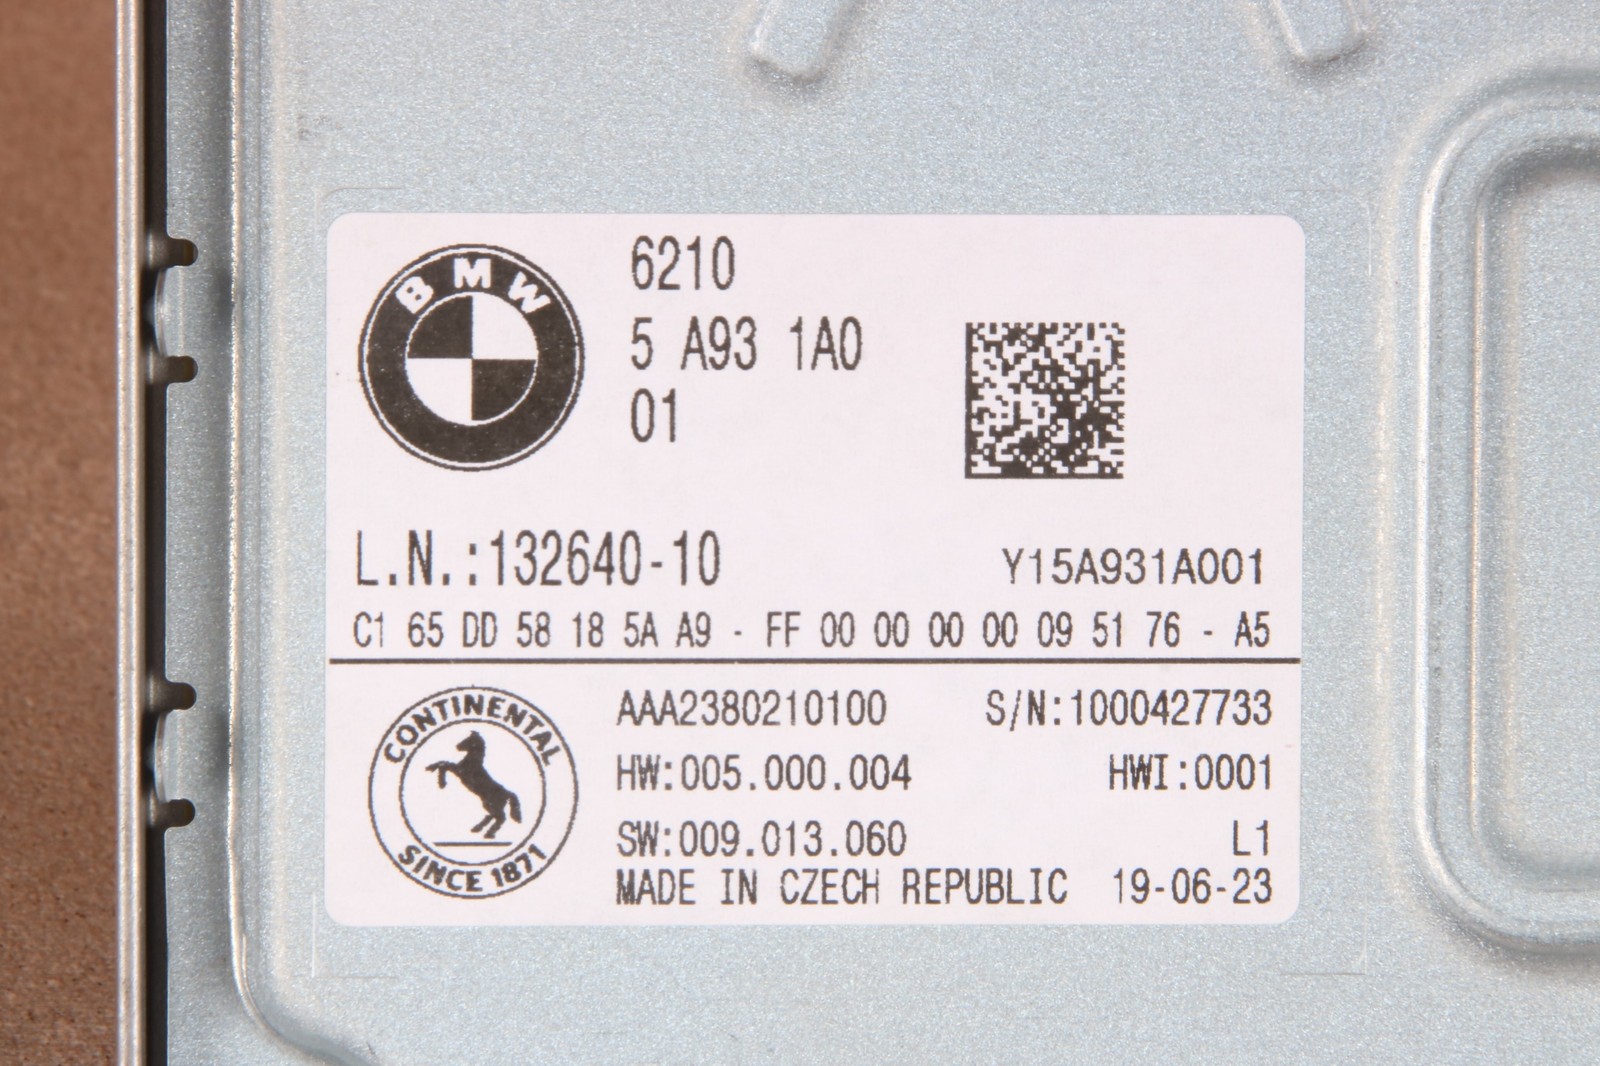 BMW
6210
5 A93 1A0
01
L.N.:132640-10
Y15A931A001
C1 65 DD 58 18 5A A9 - FF 00 00 00 00 09 51 76 - A5
CONTINENTAL
SINCE 1871
AAA2380210100 S/N:1000427733
HW:005.000.004 HWI:0001
SW:009.013.060 L1
MADE IN CZECH REPUBLIC 19-06-23